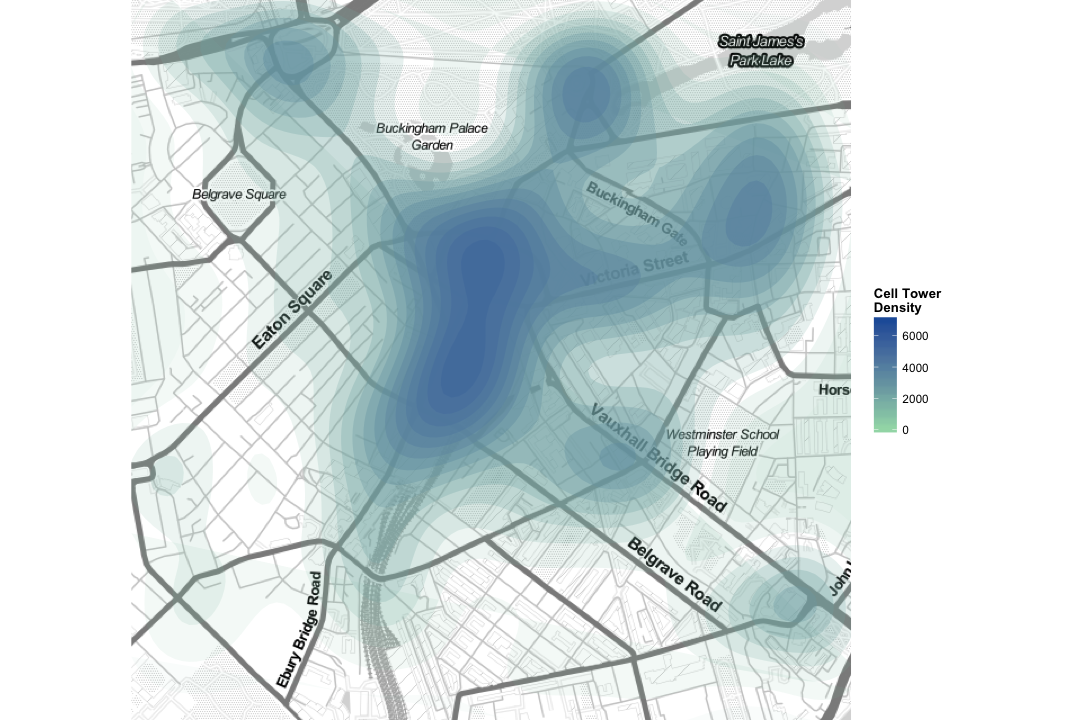 Saint James's
Park Lake
Buckingham Palace
Garden
Belgrave Square
Buckingham Gate
Victoria Street
Eaton Square
Cell Tower
Density
6000
4000
2000
0
Hors
Vauxhall Bridge Road
Westminster School
Playing Field
Belgrave Road
John
Ebury Bridge Road